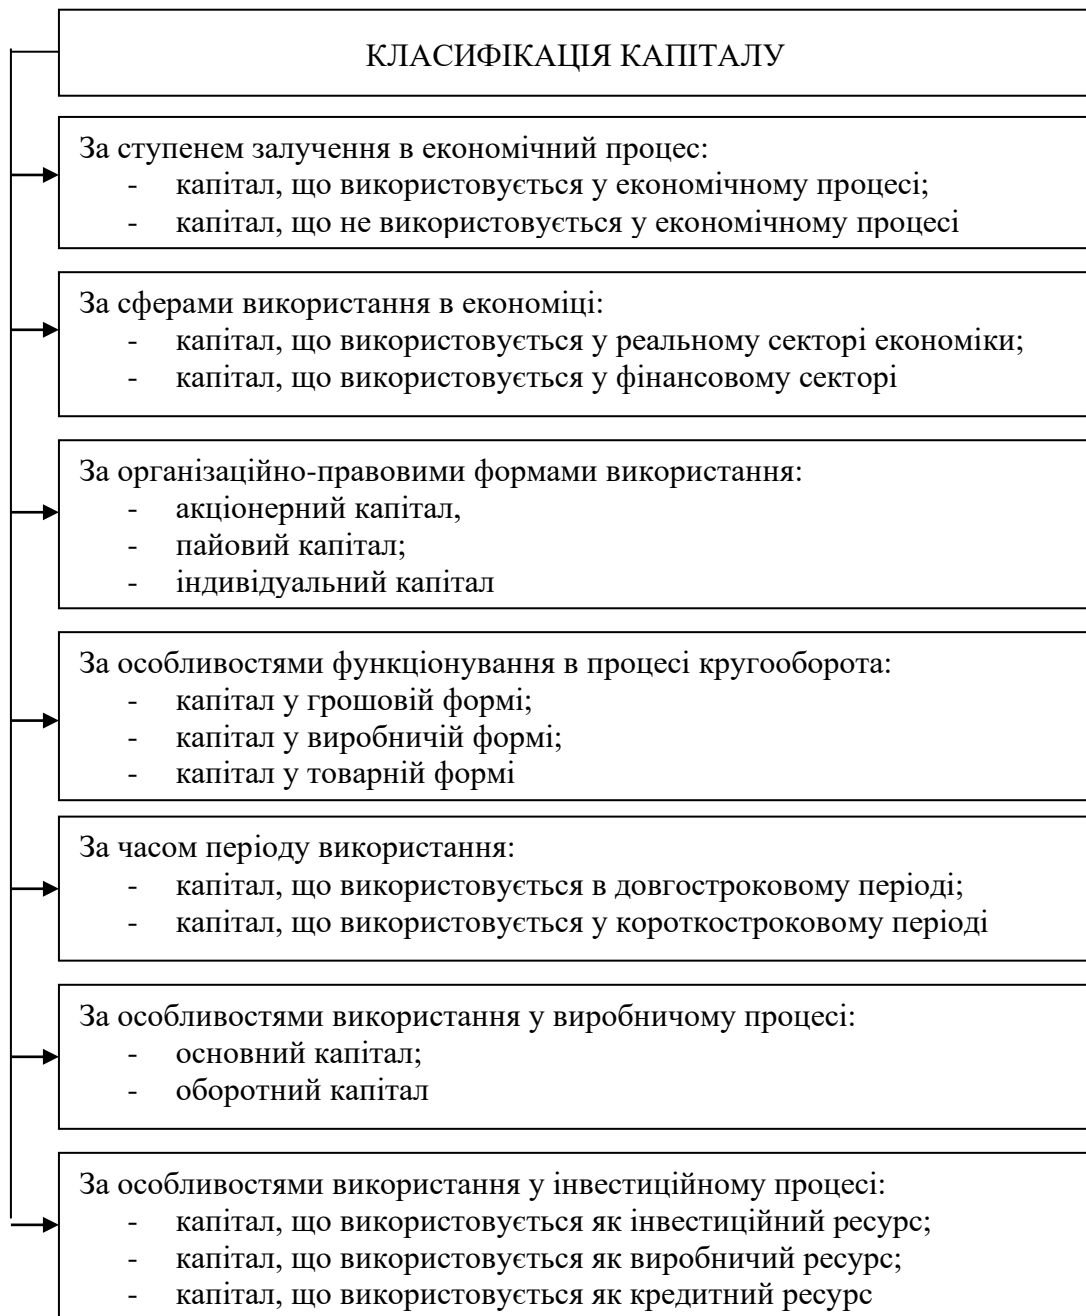 КЛАСИФІКАЦІЯ КАПІТАЛУ
За ступенем залучення в економічний процес:
- капітал, що використовується у економічному процесі;
- капітал, що не використовується у економічному процесі
За сферами використання в економіці:
- капітал, що використовується у реальному секторі економіки;
- капітал, що використовується у фінансовому секторі
За організаційно-правовими формами використання:
- акціонерний капітал,
- пайовий капітал;
- індивідуальний капітал
За особливостями функціонування в процесі кругооборота:
- капітал у грошовій формі;
- капітал у виробничій формі;
- капітал у товарній формі
За часом періоду використання:
- капітал, що використовується в довгостроковому періоді;
- капітал, що використовується у короткостроковому періоді
За особливостями використання у виробничому процесі:
- основний капітал;
- оборотний капітал
За особливостями використання у інвестиційному процесі:
- капітал, що використовується як інвестиційний ресурс;
- капітал, що використовується як виробничий ресурс;
- капітал, що використовується як кредитний ресурс